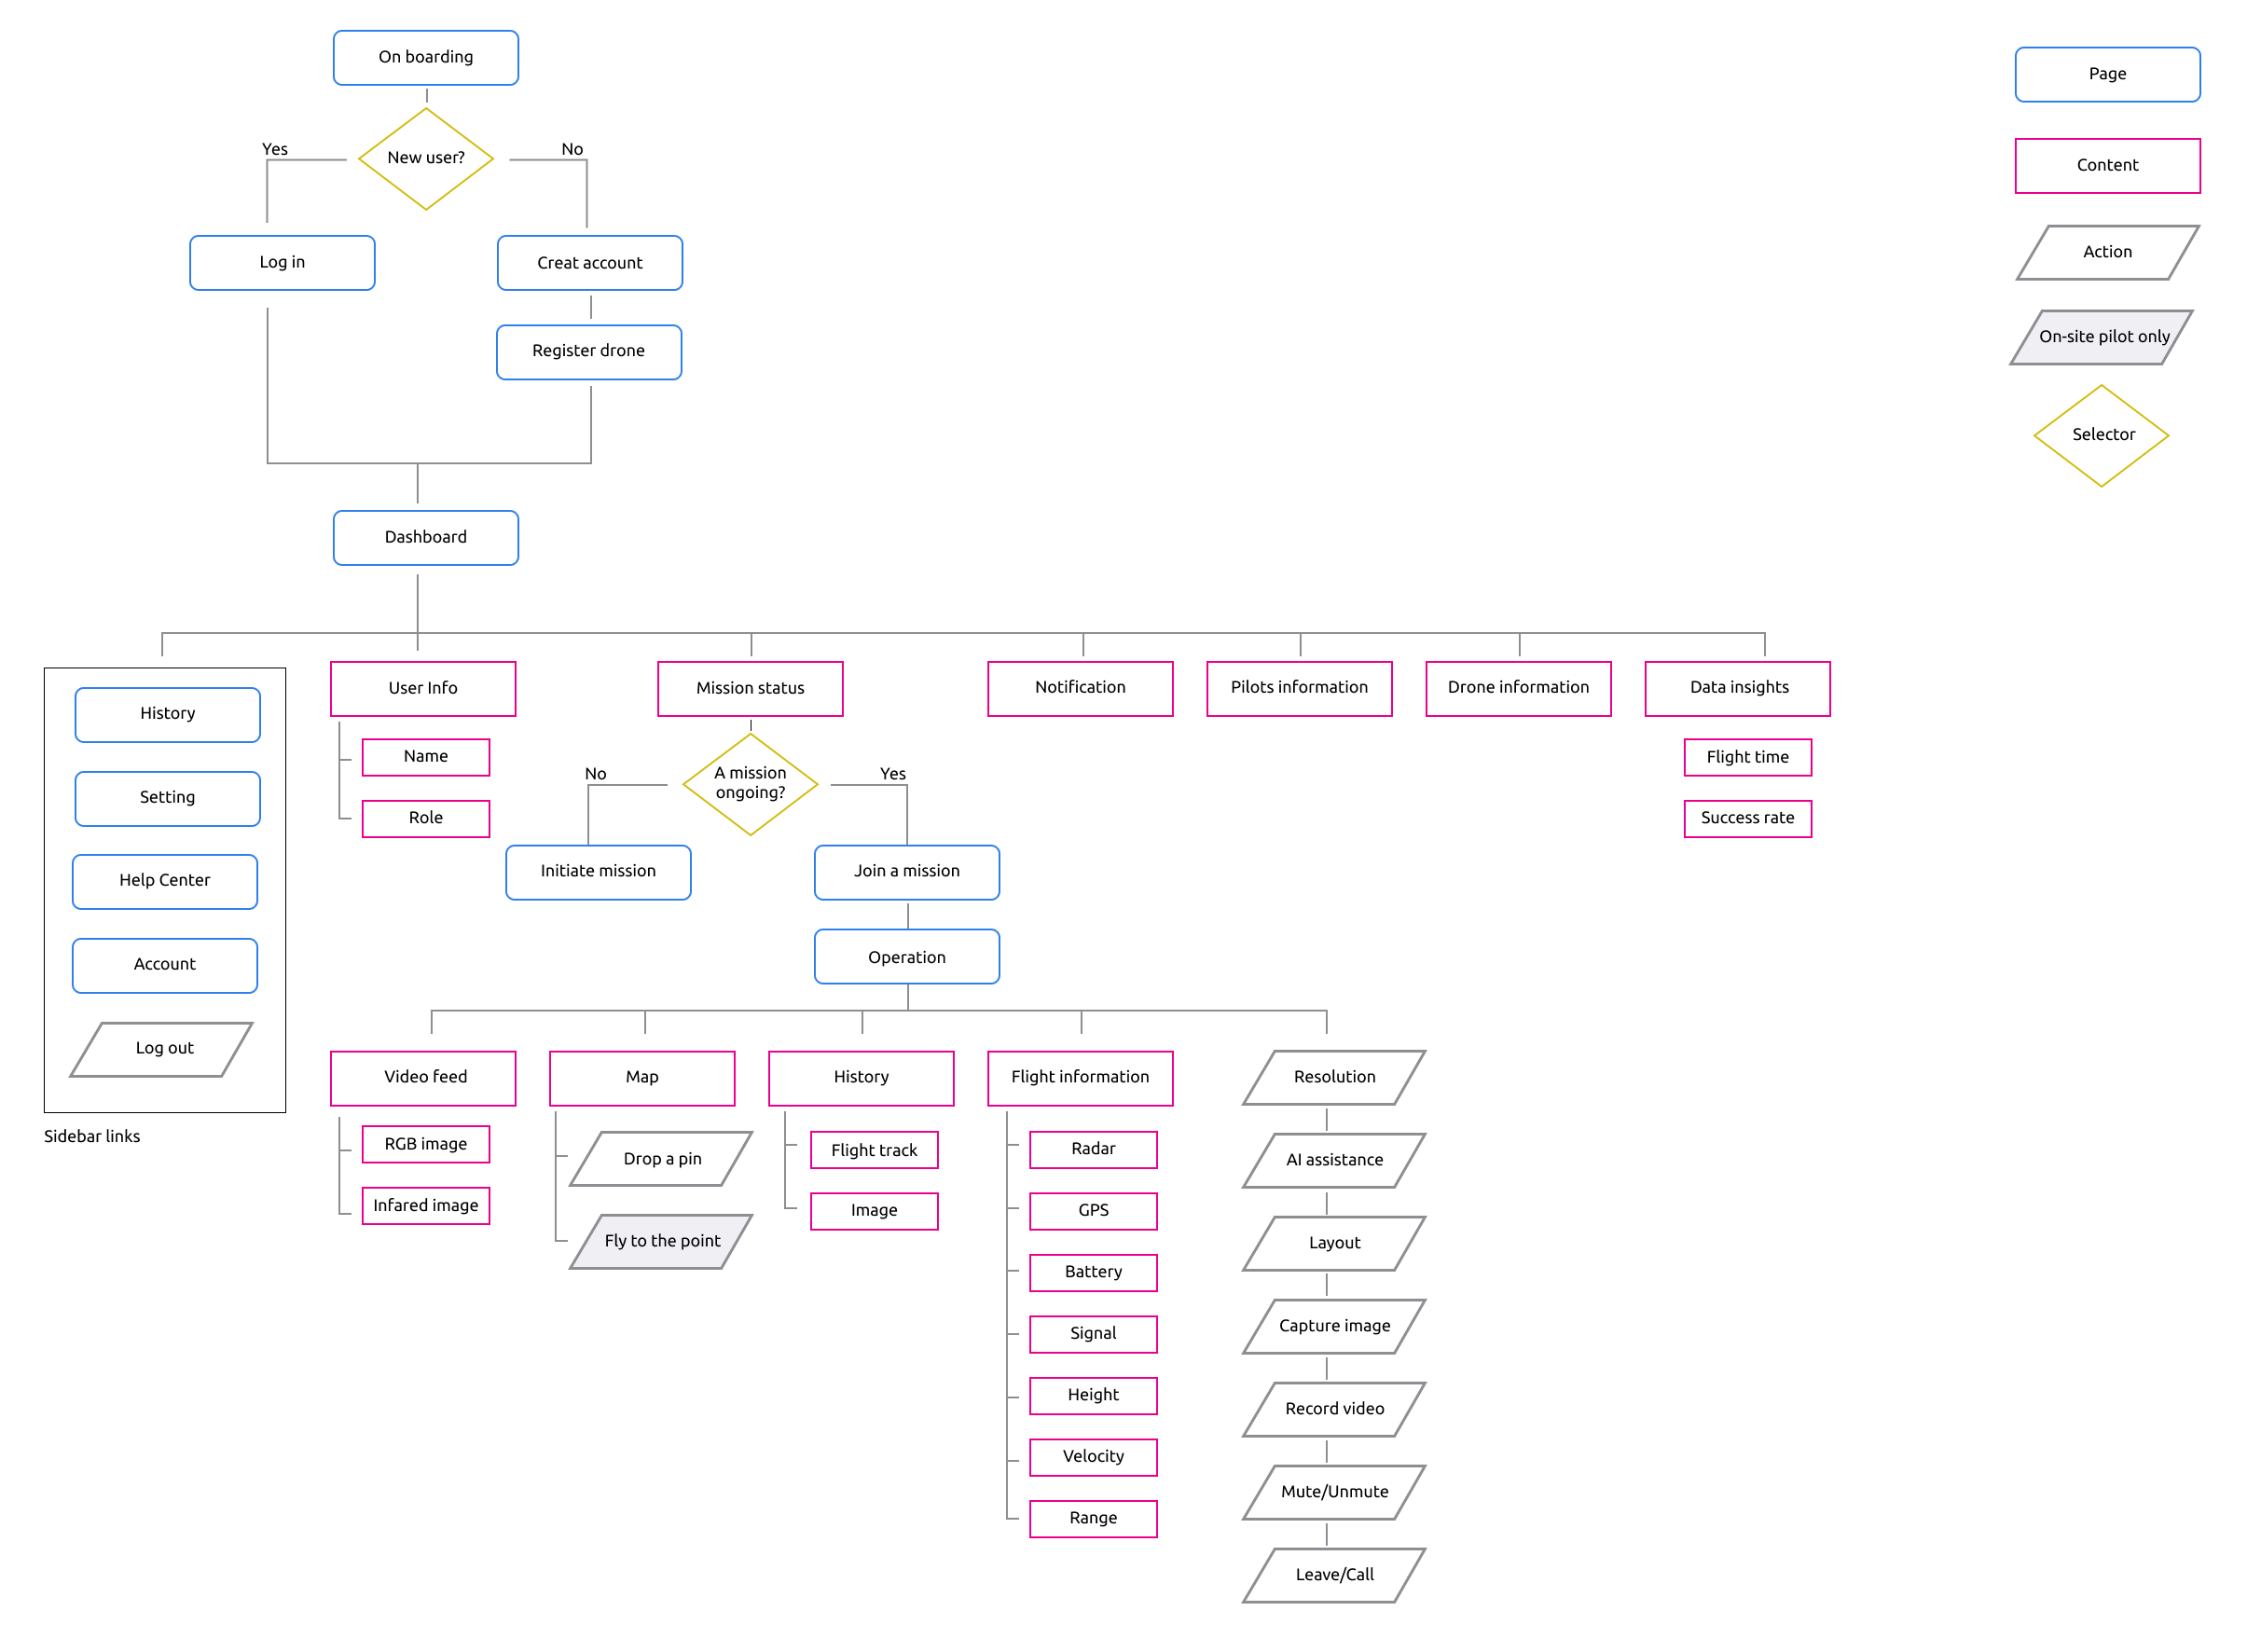 On boarding
New user?
Yes
No
Log in
Creat account
Register drone
Dashboard
Page
Content
Action
On-site pilot only
Selector
History
Setting
Help Center
Account
Log out
Sidebar links
User Info
Name
Role
Mission status
A mission
ongoing?
No
Yes
Initiate mission
Join a mission
Operation
Notification
Pilots information
Drone information
Data insights
Flight time
Success rate
Video feed
RGB image
Infared image
Map
Drop a pin
Fly to the point
History
Flight track
Image
Flight information
Radar
GPS
Battery
Signal
Height
Velocity
Range
Resolution
AI assistance
Layout
Capture image
Record video
Mute/Unmute
Leave/Call